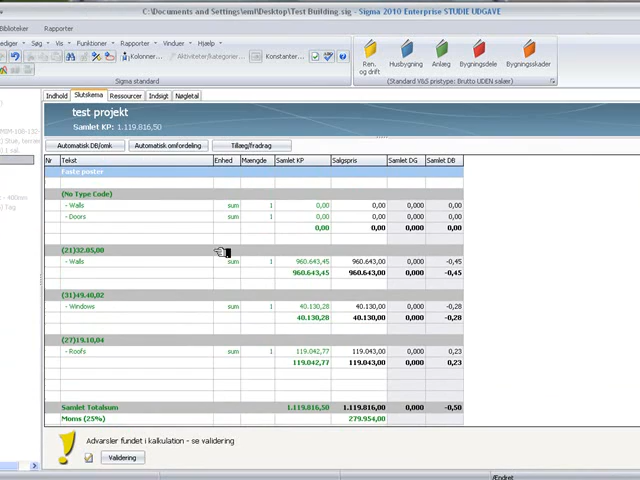 C:\Documents and Settings\emil\Desktop\Test Building.sig - Sigma 2010 Enterprise STUDIE UDGAVE
Biblioteker Rapporter
Søg Vis Funktioner Rapporter Vinduer Hjælp
Kolonner... Aktiviteter/kategorier... Konstanter...
Ren. og drift
Husbygning
Anlæg
Bygningsdele
Bygningsskader
Sigma standard
(Standard V&S pristype: Brutto UDEN salær)
Indhold Slutskema Ressourcer Indsigt Nøgletal
test projekt
Samlet KP: 1.119.816,50
Automatisk DB/omk Automatisk omfordeling Tillæg/fradrag
Nr Tekst Enhed Mængde Samlet KP Salgspris Samlet DG Samlet DB
Faste poster
(No Type Code)
- Walls sum 1 0,00 0,00 0,000 0,00
- Doors sum 1 0,00 0,00 0,000 0,00
0,00 0,00 0,000 0,00
(21)32.05,00
- Walls sum 1 960.643,45 960.643,00 0,000 -0,45
960.643,45 960.643,00 0,000 -0,45
(31)49.40,02
- Windows sum 1 40.130,28 40.130,00 0,000 -0,28
40.130,28 40.130,00 0,000 -0,28
(27)19.10,04
- Roofs sum 1 119.042,77 119.043,00 0,000 0,23
119.042,77 119.043,00 0,000 0,23
Samlet Totalsum 1.119.816,50 1.119.816,00 0,000 -0,50
Moms (25%) 279.954,00
Advarsler fundet i kalkulation - se validering
Validering
Ændret